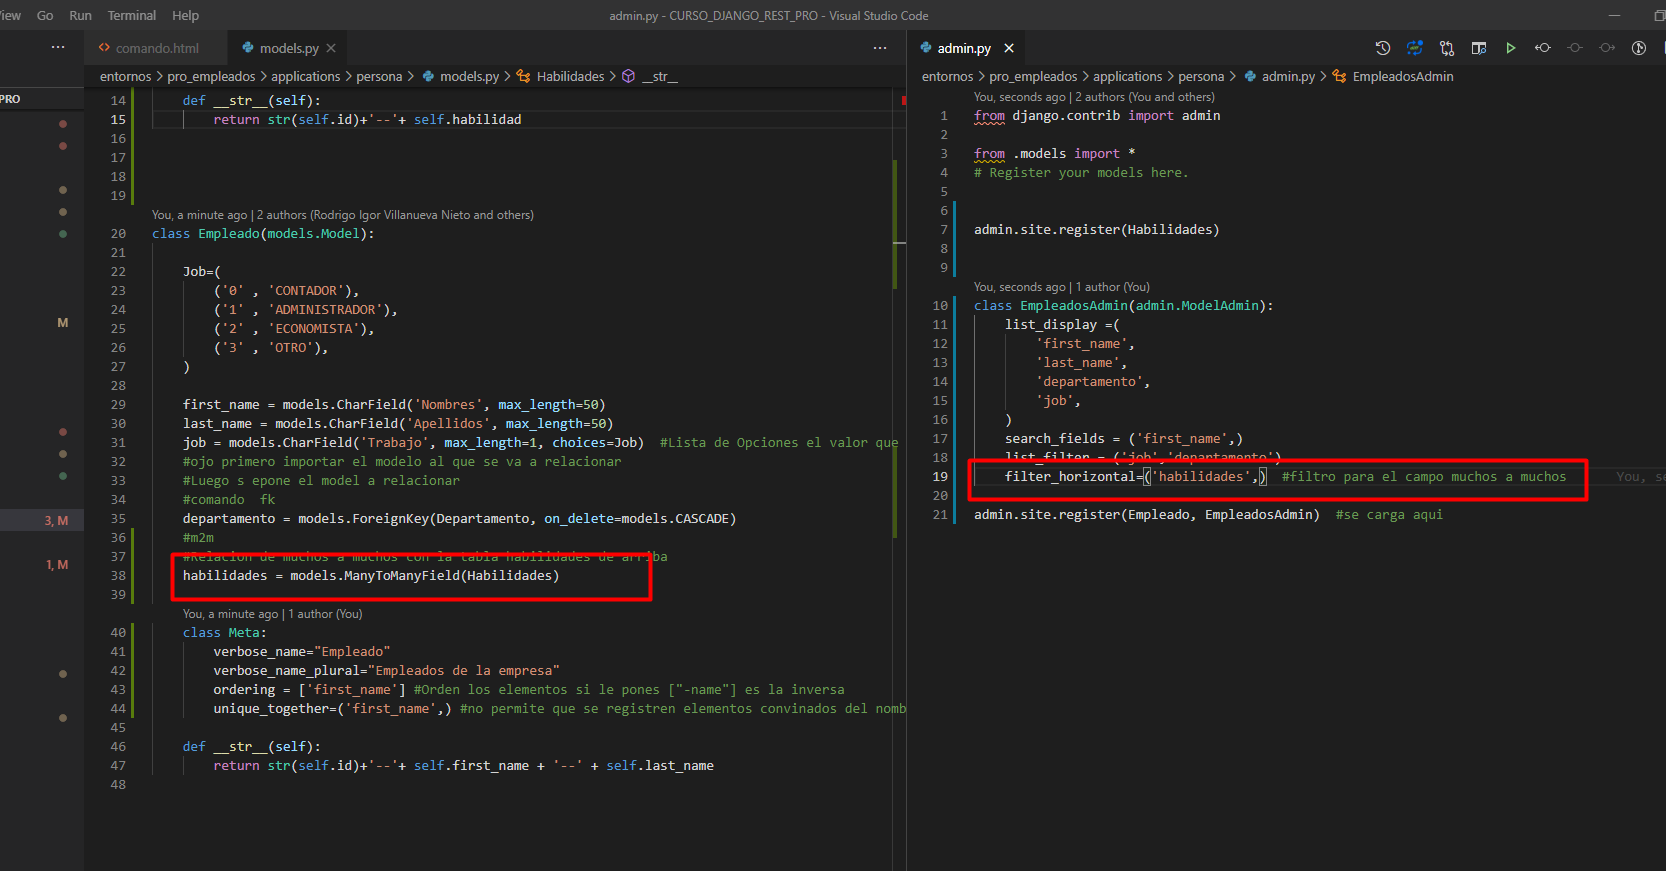 View Go Run Terminal Help
admin.py - CURSO_DJANGO_REST_PRO - Visual Studio Code
PRO
M
3, M
1, M
comando.html
models.py
entornos > pro_empleados > applications > persona > models.py > Habilidades > __str__
14 def __str__(self):
15 return str(self.id)+'--'+ self.habilidad
16
17
18
19
You, a minute ago | 2 authors (Rodrigo Igor Villanueva Nieto and others)
20 class Empleado(models.Model):
21
22 Job=(
23 ('0' , 'CONTADOR'),
24 ('1' , 'ADMINISTRADOR'),
25 ('2' , 'ECONOMISTA'),
26 ('3' , 'OTRO'),
27 )
28
29 first_name = models.CharField('Nombres', max_length=50)
30 last_name = models.CharField('Apellidos', max_length=50)
31 job = models.CharField('Trabajo', max_length=1, choices=Job) #Lista de Opciones el valor que
32 #ojo primero importar el modelo al que se va a relacionar
33 #Luego s epone el model a relacionar
34 #comando fk
35 departamento = models.ForeignKey(Departamento, on_delete=models.CASCADE)
36 #m2m
37 #Relacion de muchos a muchos con la tabla habilidades de arriba
38 habilidades = models.ManyToManyField(Habilidades)
39
You, a minute ago | 1 author (You)
40 class Meta:
41 verbose_name="Empleado"
42 verbose_name_plural="Empleados de la empresa"
43 ordering = ['first_name'] #Orden los elementos si le pones ["-name"] es la inversa
44 unique_together=('first_name',) #no permite que se registren elementos convinados del nomb
45
46 def __str__(self):
47 return str(self.id)+'--'+ self.first_name + '--' + self.last_name
48
admin.py
entornos > pro_empleados > applications > persona > admin.py > EmpleadosAdmin
You, seconds ago | 2 authors (You and others)
1 from django.contrib import admin
2
3 from .models import *
4 # Register your models here.
5
6
7 admin.site.register(Habilidades)
8
9
You, seconds ago | 1 author (You)
10 class EmpleadosAdmin(admin.ModelAdmin):
11 list_display =(
12 'first_name',
13 'last_name',
14 'departamento',
15 'job',
16 )
17 search_fields = ('first_name',)
18 list_filter = ('job','departamento')
19 filter_horizontal=('habilidades',) #filtro para el campo muchos a muchos You, se
20
21 admin.site.register(Empleado, EmpleadosAdmin) #se carga aqui